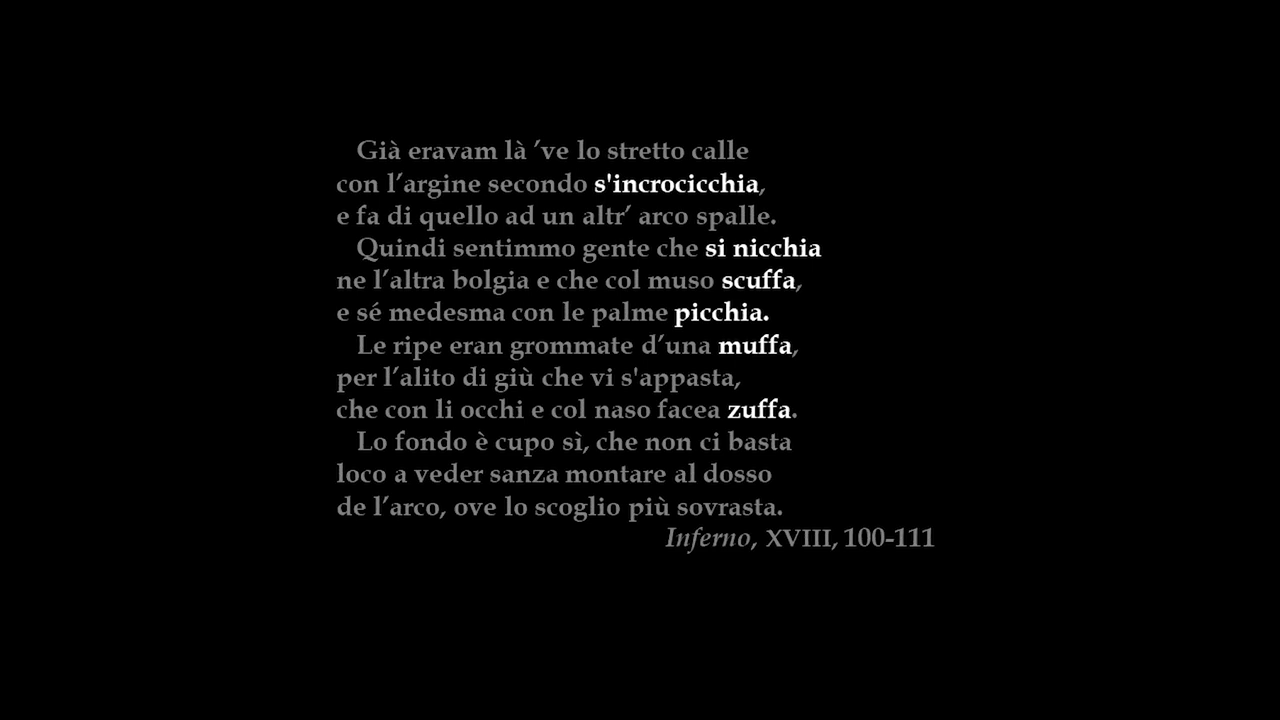 Già eravam là ’ve lo stretto calle
con l’argine secondo s'incrocicchia,
e fa di quello ad un altr’ arco spalle.
Quindi sentimmo gente che si nicchia
ne l’altra bolgia e che col muso scuffa,
e sé medesma con le palme picchia.
Le ripe eran grommate d’una muffa,
per l’alito di giù che vi s'appasta,
che con li occhi e col naso facea zuffa.
Lo fondo è cupo sì, che non ci basta
loco a veder sanza montare al dosso
de l’arco, ove lo scoglio più sovrasta.
Inferno, XVIII, 100-111